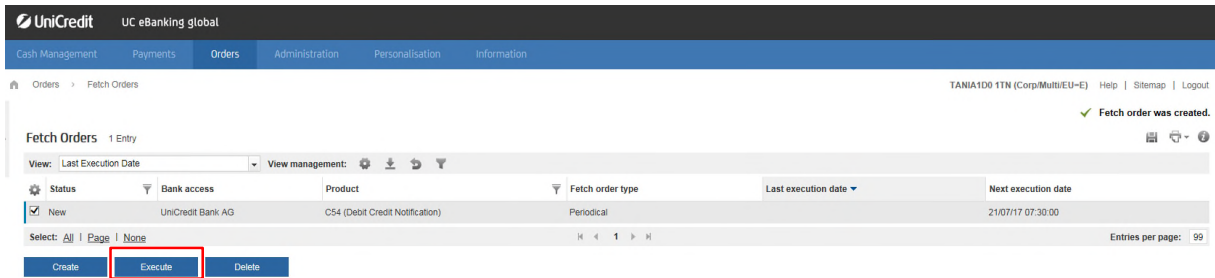 UniCredit UC eBanking global
Cash Management Payments Orders Administration Personalisation Information
Orders > Fetch Orders TANIA1D0 1TN (Corp/Multi/EU=E) Help | Sitemap | Logout
Fetch order was created.
Fetch Orders 1 Entry
View: Last Execution Date View management:
Status Bank access Product Fetch order type Last execution date Next execution date
New UniCredit Bank AG C54 (Debit Credit Notification) Periodical 21/07/17 07:30:00
Select: All | Page | None 1 Entries per page: 99
Create Execute Delete